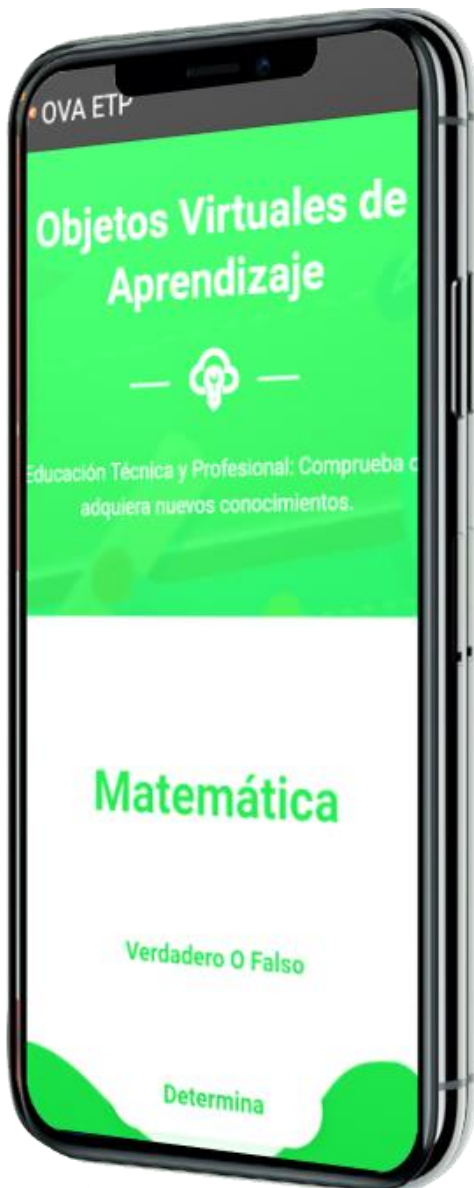 OVA ETP
Objetos Virtuales de
Aprendizaje
Educación Técnica y Profesional: Comprueba o
adquiera nuevos conocimientos.
Matemática
Verdadero O Falso
Determina